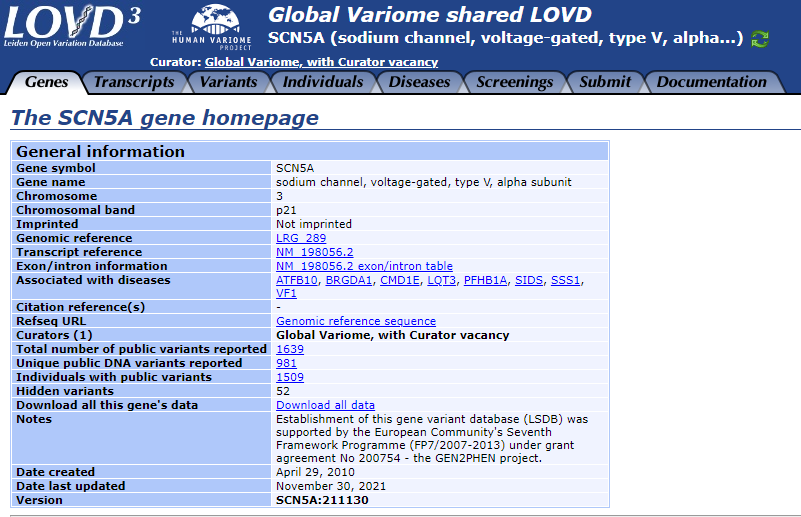 LOVD 3
Leiden Open Variation Database
THE HUMAN VARIOME PROJECT
Global Variome shared LOVD
SCN5A (sodium channel, voltage-gated, type V, alpha...)
Curator: Global Variome, with Curator vacancy
Genes Transcripts Variants Individuals Diseases Screenings Submit Documentation
The SCN5A gene homepage
General information
Gene symbol SCN5A
Gene name sodium channel, voltage-gated, type V, alpha subunit
Chromosome 3
Chromosomal band p21
Imprinted Not imprinted
Genomic reference LRG_289
Transcript reference NM_198056.2
Exon/intron information NM_198056.2 exon/intron table
Associated with diseases ATFB10, BRGDA1, CMD1E, LQT3, PFHB1A, SIDS, SSS1,
VF1
Citation reference(s) -
Refseq URL Genomic reference sequence
Curators (1) Global Variome, with Curator vacancy
Total number of public variants reported 1639
Unique public DNA variants reported 981
Individuals with public variants 1509
Hidden variants 52
Download all this gene's data Download all data
Notes Establishment of this gene variant database (LSDB) was
supported by the European Community's Seventh
Framework Programme (FP7/2007-2013) under grant
agreement No 200754 - the GEN2PHEN project.
Date created April 29, 2010
Date last updated November 30, 2021
Version SCN5A:211130